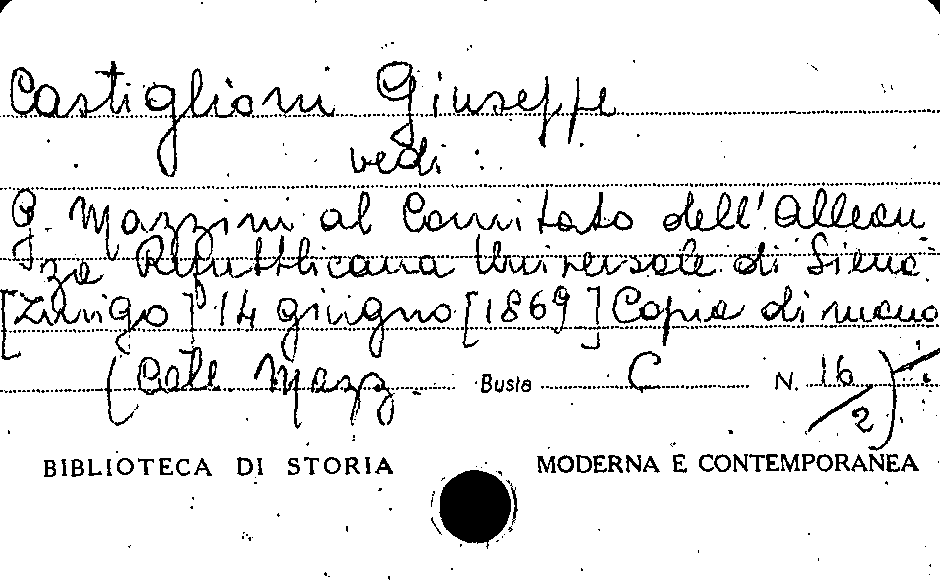 Castiglioni Giuseppe
vedi:
G. Mazzini al Comitato dell'Allean
za Repubblicana Universale di Siena
[Zurigo] 14 giugno [1869] Copia di mano
(Coll. Mazz. Busta C N. 16/2)
BIBLIOTECA DI STORIA MODERNA E CONTEMPORANEA